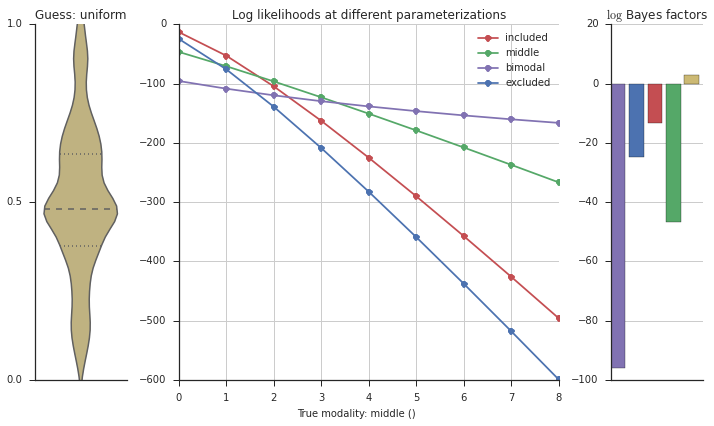 Guess: uniform
1.0
0.5
0.0
Log likelihoods at different parameterizations
included
middle
bimodal
excluded
0
−100
−200
−300
−400
−500
−600
0 1 2 3 4 5 6 7 8
True modality: middle ()
log Bayes factors
20
0
−20
−40
−60
−80
−100